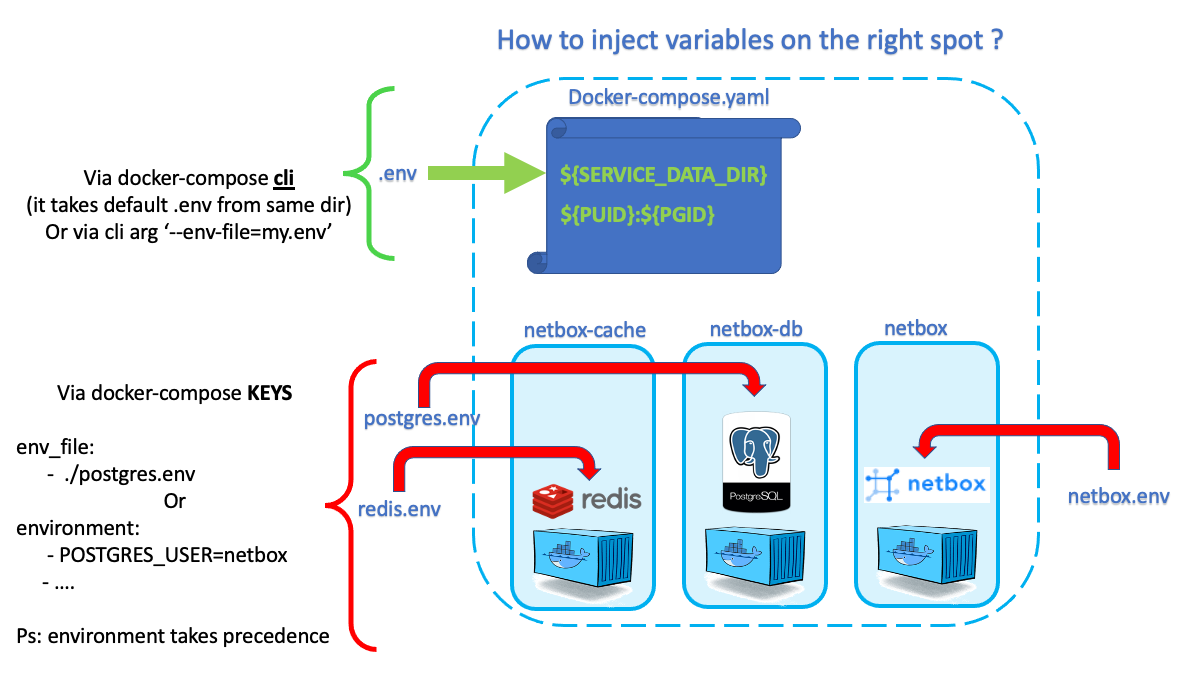 How to inject variables on the right spot ?
Docker-compose.yaml
.env
${SERVICE_DATA_DIR}
${PUID}:${PGID}
Via docker-compose cli
(it takes default .env from same dir)
Or via cli arg ‘--env-file=my.env’
netbox-cache
netbox-db
netbox
Via docker-compose KEYS
env_file:
- ./postgres.env
Or
environment:
- POSTGRES_USER=netbox
- ....
Ps: environment takes precedence
postgres.env
redis.env
redis
PostgreSQL
netbox
netbox.env